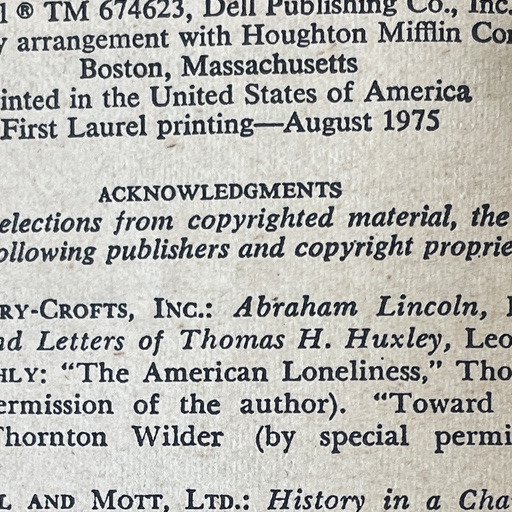 l ® TM 674623, Dell Publishing Co., Inc.
y arrangement with Houghton Mifflin Co
Boston, Massachusetts
inted in the United States of America
First Laurel printing—August 1975
ACKNOWLEDGMENTS
elections from copyrighted material, the
ollowing publishers and copyright proprie
RY-CROFTS, INC.: Abraham Lincoln,
nd Letters of Thomas H. Huxley, Leo
HLY: “The American Loneliness,” Tho
ermission of the author). “Toward
Thornton Wilder (by special permi
L AND MOTT, LTD.: History in a Cha